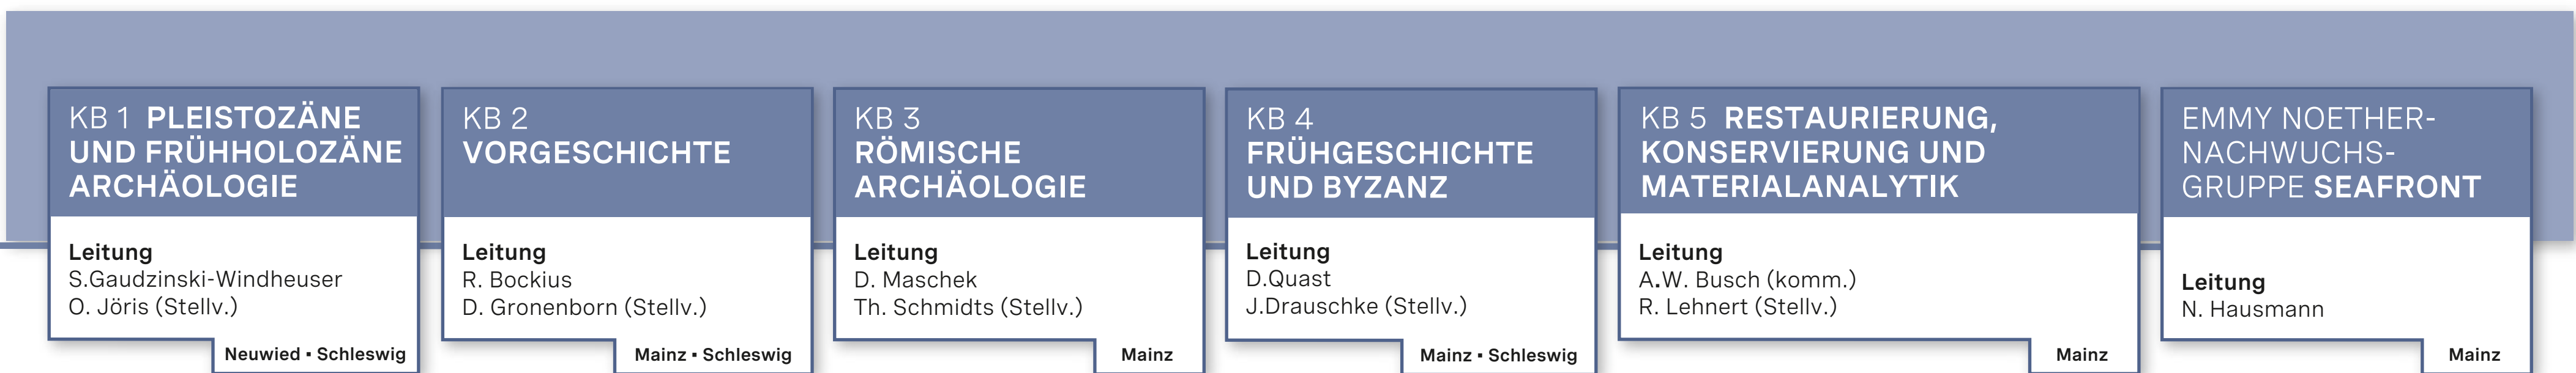 KB 1 PLEISTOZÄNE
UND FRÜHHOLOZÄNE
ARCHÄOLOGIE
Leitung
S.Gaudzinski-Windheuser
O. Jöris (Stellv.)
Neuwied ▪ Schleswig
KB 2
VORGESCHICHTE
Leitung
R. Bockius
D. Gronenborn (Stellv.)
Mainz ▪ Schleswig
KB 3
RÖMISCHE
ARCHÄOLOGIE
Leitung
D. Maschek
Th. Schmidts (Stellv.)
Mainz
KB 4
FRÜHGESCHICHTE
UND BYZANZ
Leitung
D.Quast
J.Drauschke (Stellv.)
Mainz ▪ Schleswig
KB 5 RESTAURIERUNG,
KONSERVIERUNG UND
MATERIALANALYTIK
Leitung
A.W. Busch (komm.)
R. Lehnert (Stellv.)
Mainz
EMMY NOETHER-
NACHWUCHS-
GRUPPE SEAFRONT
Leitung
N. Hausmann
Mainz